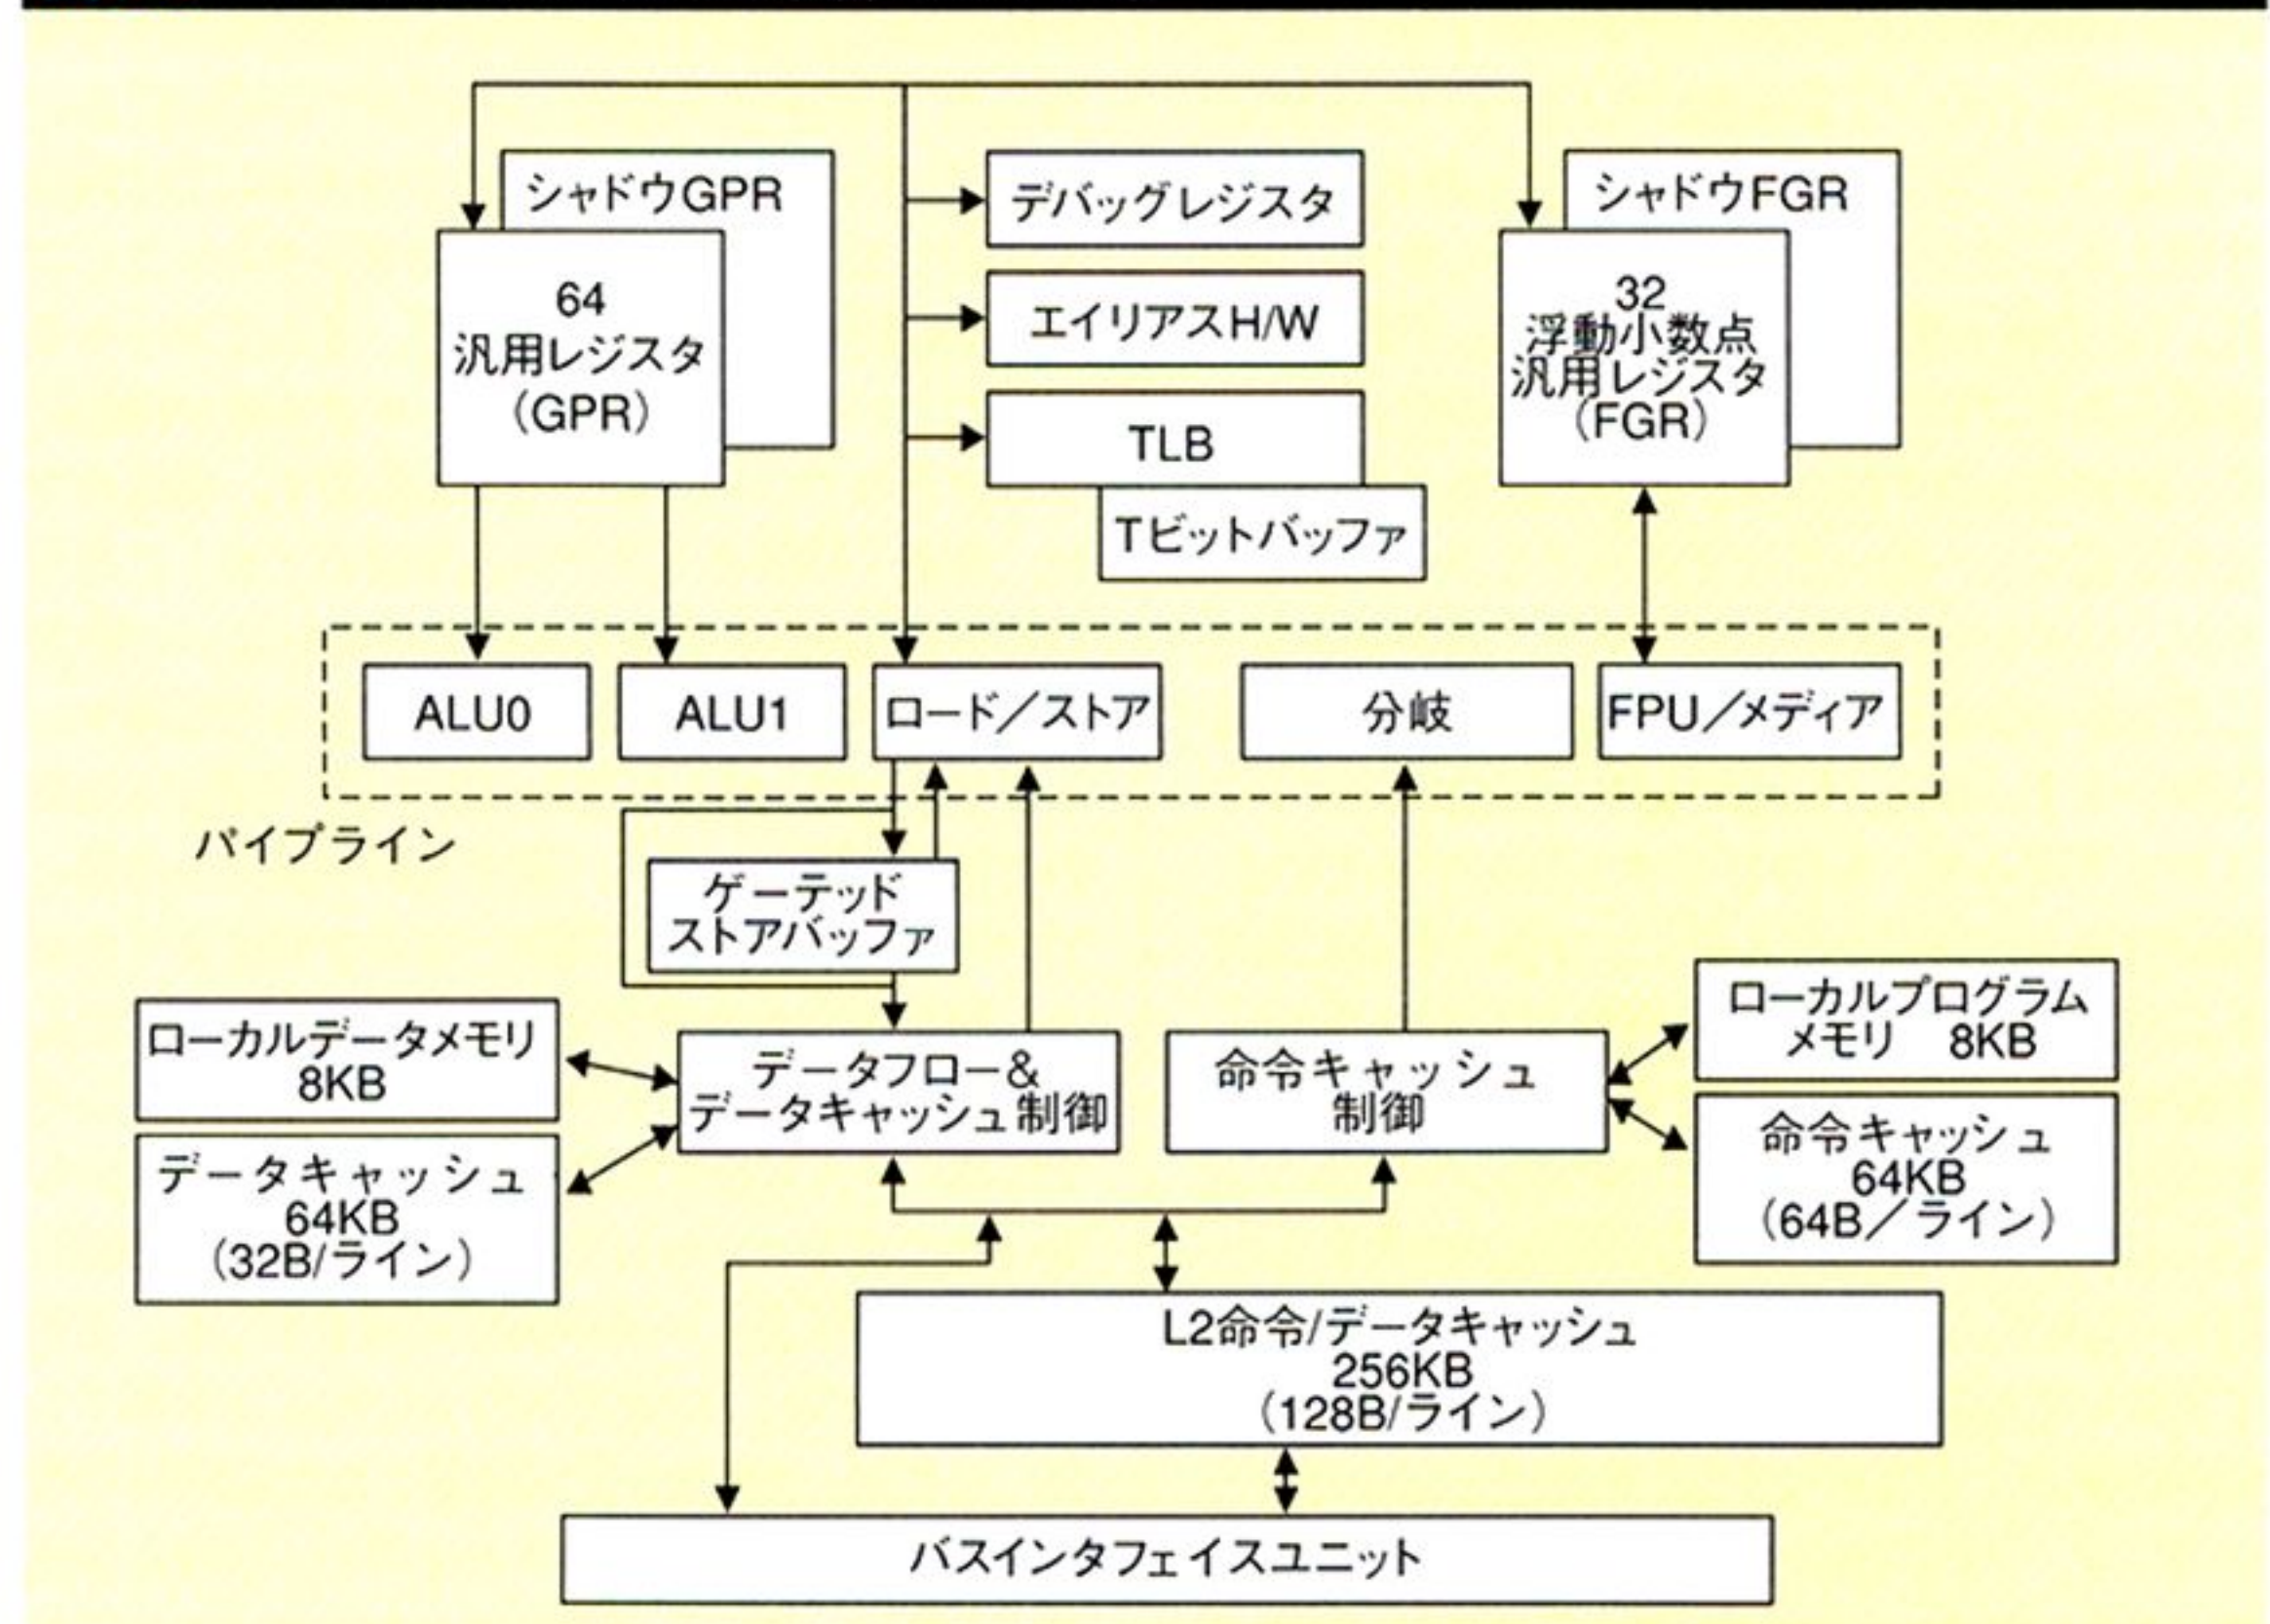 シャドウGPR
64
汎用レジスタ
(GPR)
デバッグレジスタ
エイリアスH/W
TLB
Tビットバッファ
シャドウFGR
32
浮動小数点
汎用レジスタ
(FGR)
ALU0
ALU1
ロード／ストア
分岐
FPU／メディア
パイプライン
ゲーテッド
ストアバッファ
ローカルデータメモリ
8KB
データキャッシュ
64KB
(32B/ライン)
データフロー&
データキャッシュ制御
命令キャッシュ
制御
ローカルプログラム
メモリ　8KB
命令キャッシュ
64KB
(64B／ライン)
L2命令/データキャッシュ
256KB
(128B/ライン)
バスインタフェイスユニット